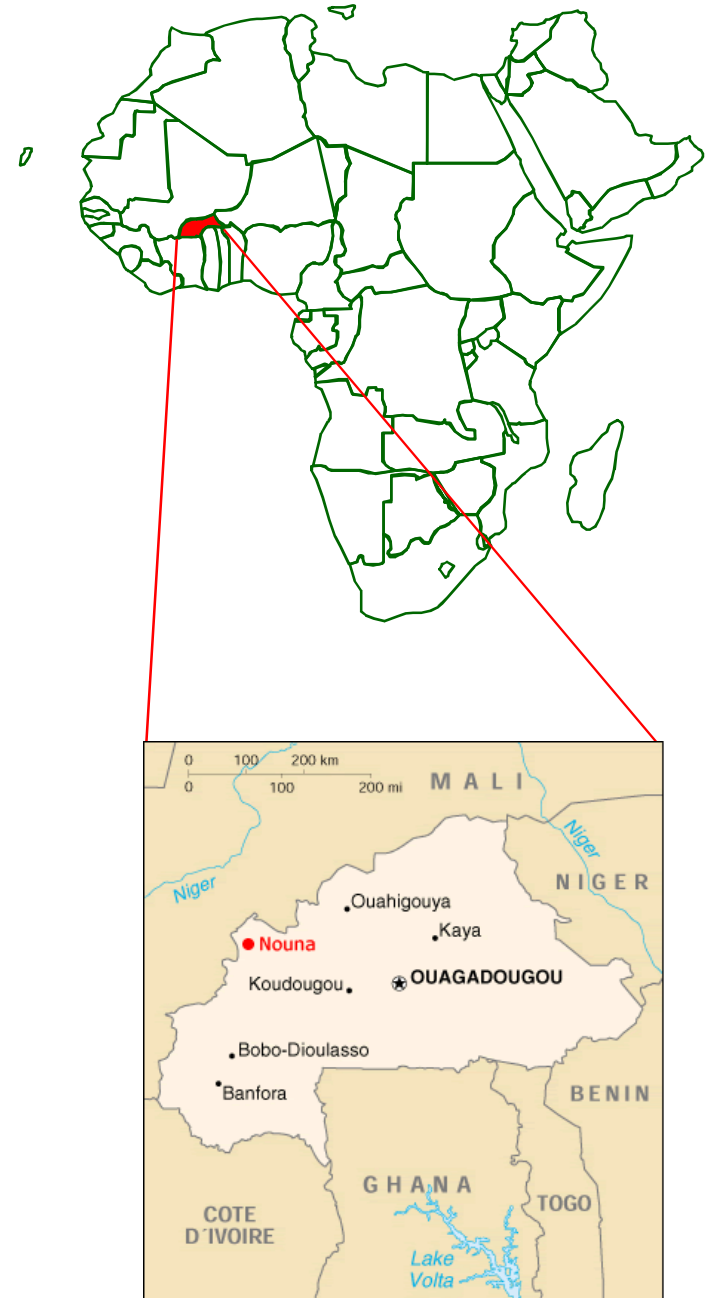 0 100 200 km
0 100 200 mi
MALI
Niger
Niger
NIGER
Ouahigouya
Kaya
Nouna
OUAGADOUGOU
Koudougou
Bobo-Dioulasso
Banfora
BENIN
GHANA
TOGO
COTE
D´IVOIRE
Lake
Volta